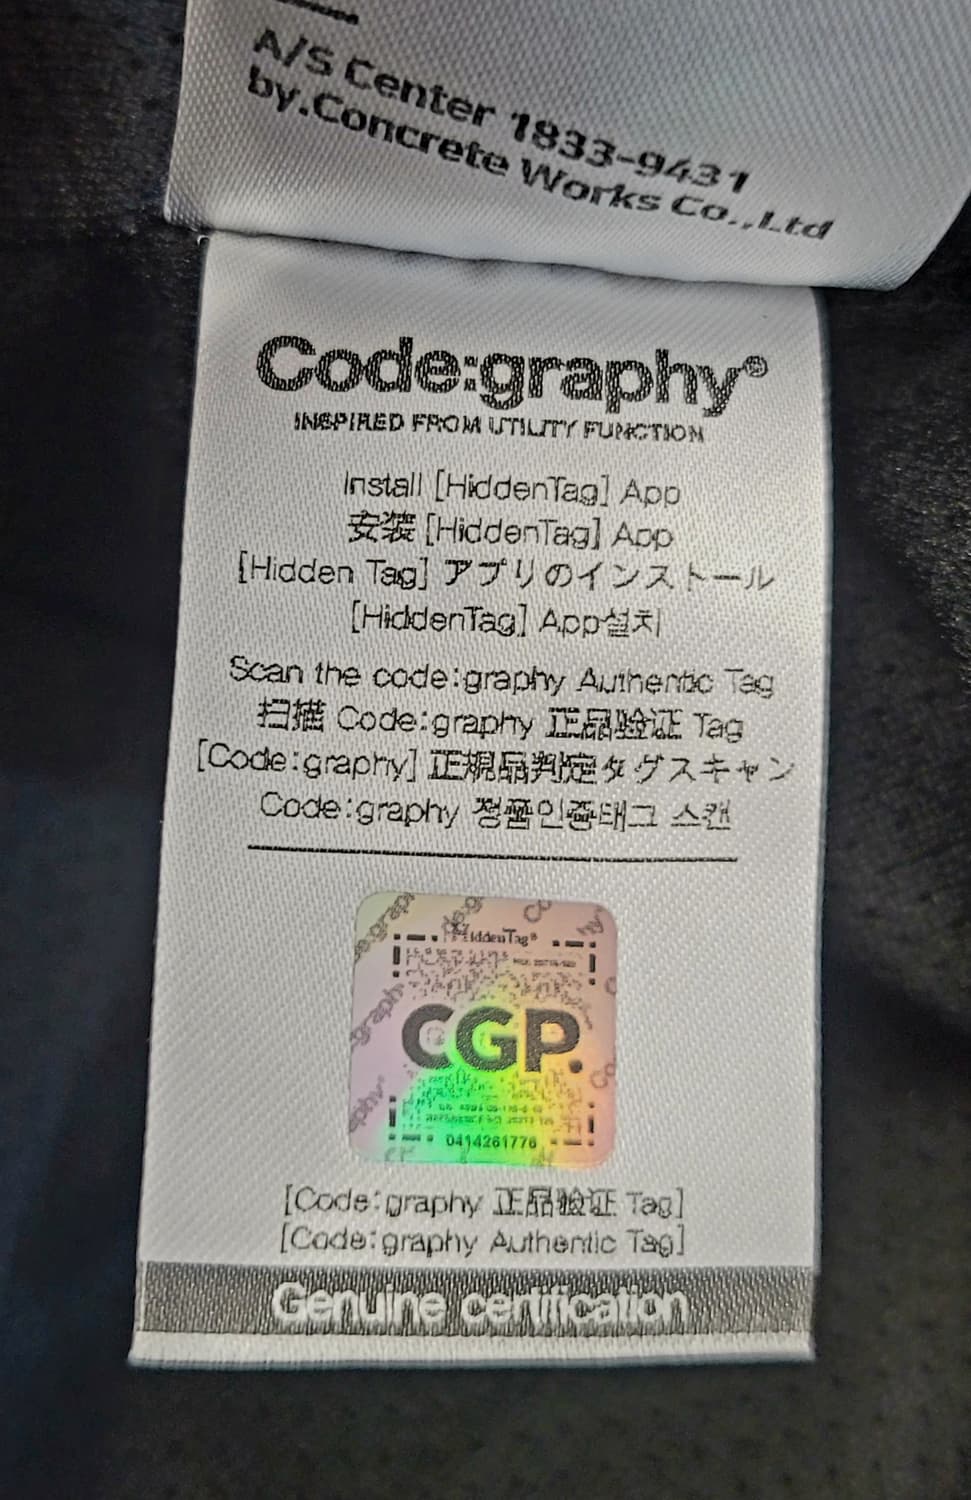 A/S Center 1833-9431
by.Concrete Works Co.,Ltd
Code:graphy®
INSPIRED FROM UTILITY FUNCTION
Install [HiddenTag] App
安装 [HiddenTag] App
[Hidden Tag] アプリのインストール
[HiddenTag] App설치
Scan the code:graphy Authentic Tag
扫描 Code:graphy 正品验证 Tag
[Code:graphy] 正規品判定タグスキャン
Code:graphy 정품인증태그 스캔
HiddenTag®
CGP.
0414261776
[Code:graphy 正品验证 Tag]
[Code:graphy Authentic Tag]
Genuine certification